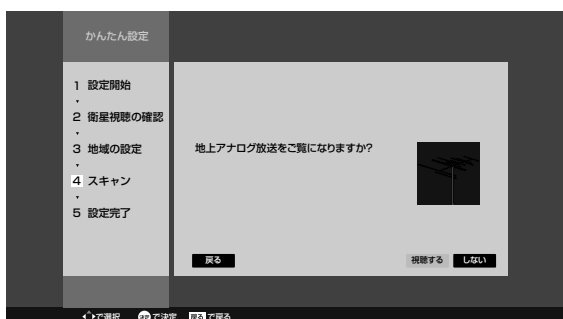 かんたん設定
1 設定開始
2 衛星視聴の確認
3 地域の設定
4 スキャン
5 設定完了
地上アナログ放送をご覧になりますか?
戻る
視聴する しない
で選択 決定 で決定 戻る で戻る